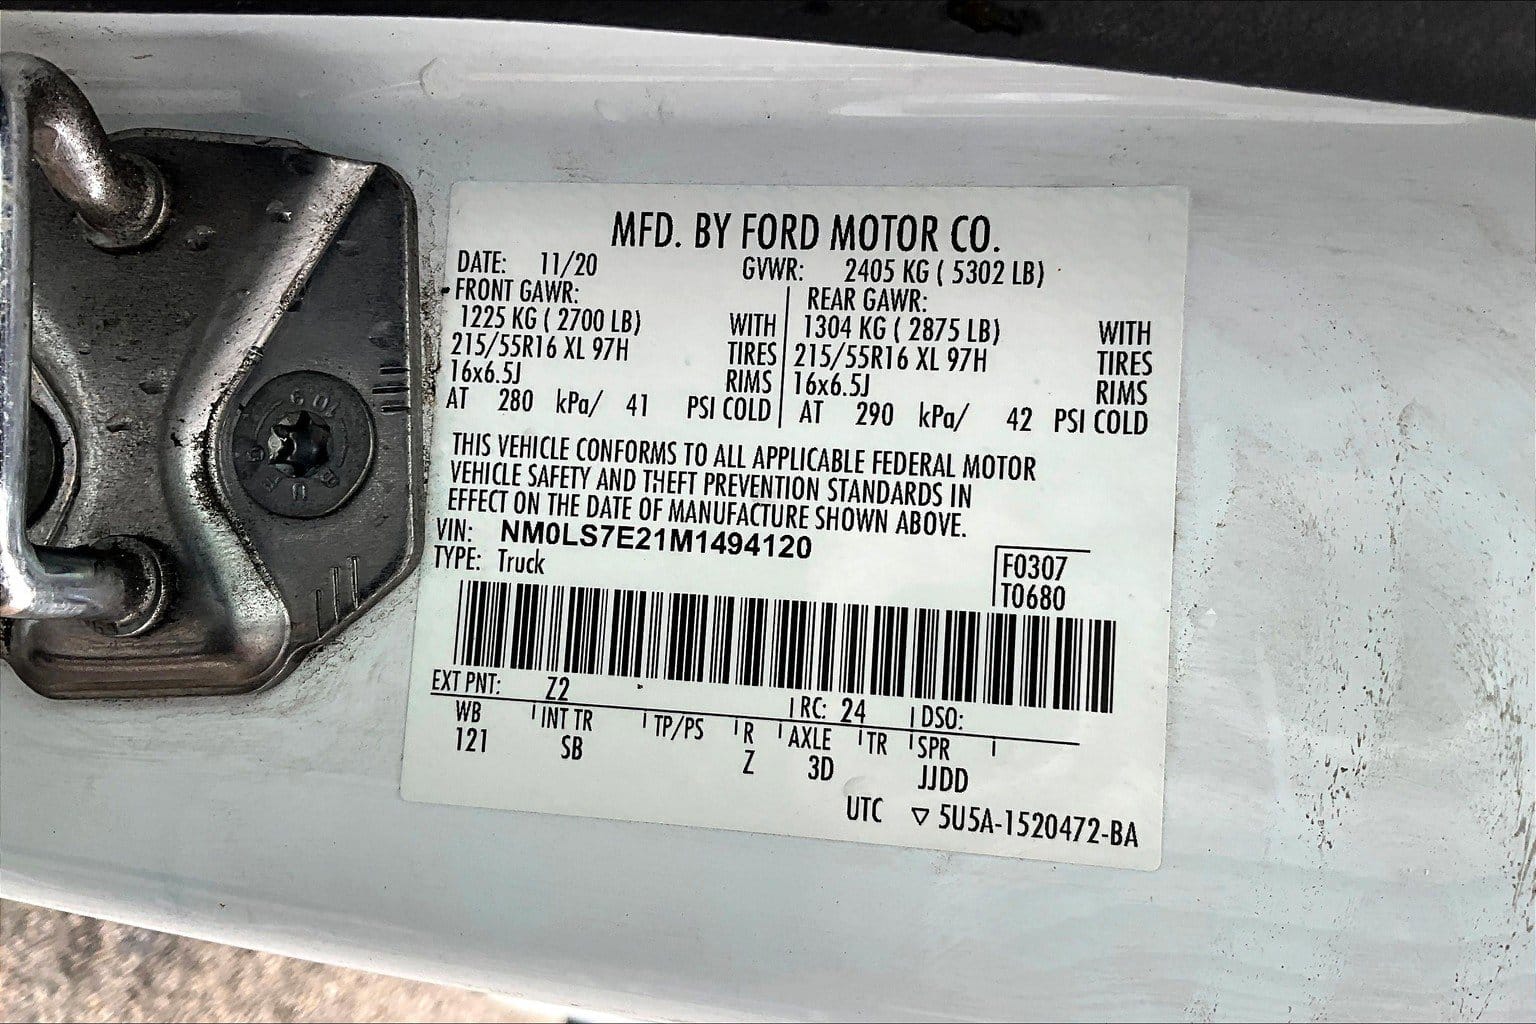 MFD. BY FORD MOTOR CO.
DATE: 11/20 GVWR: 2405 KG ( 5302 LB)
FRONT GAWR: REAR GAWR:
1225 KG ( 2700 LB) WITH 1304 KG ( 2875 LB) WITH
215/55R16 XL 97H TIRES 215/55R16 XL 97H TIRES
16x6.5J RIMS 16x6.5J RIMS
AT 280 kPa/ 41 PSI COLD AT 290 kPa/ 42 PSI COLD
THIS VEHICLE CONFORMS TO ALL APPLICABLE FEDERAL MOTOR
VEHICLE SAFETY AND THEFT PREVENTION STANDARDS IN
EFFECT ON THE DATE OF MANUFACTURE SHOWN ABOVE.
VIN: NM0LS7E21M1494120
TYPE: Truck
F0307
T0680
EXT PNT: Z2 RC: 24 DSO:
WB INT TR TP/PS R AXLE TR SPR
121 SB Z 3D JJDD
UTC ▽ 5U5A-1520472-BA